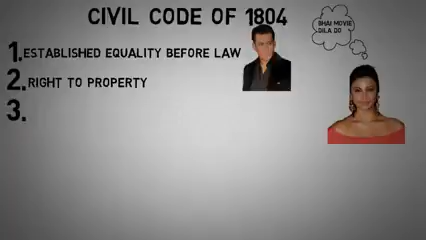 CIVIL CODE OF 1804
1.ESTABLISHED EQUALITY BEFORE LAW
2.RIGHT TO PROPERTY
3.
BHAI MOVIE
DILA DO